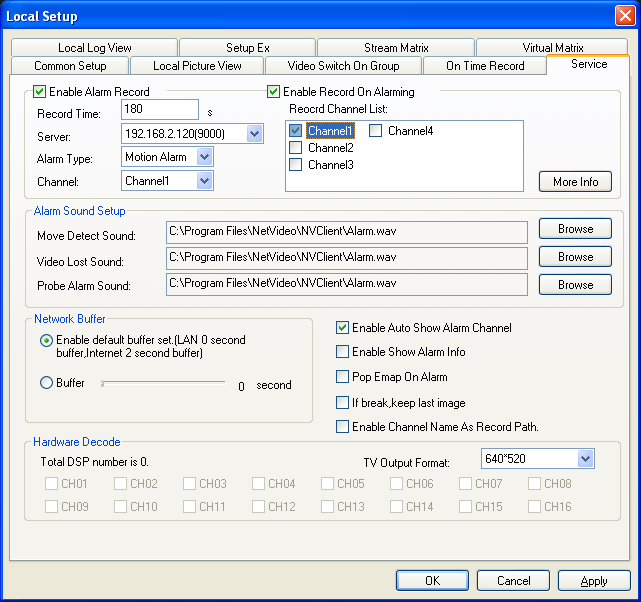 Local Setup
Local Log View Setup Ex Stream Matrix Virtual Matrix
Common Setup Local Picture View Video Switch On Group On Time Record Service
Enable Alarm Record Enable Record On Alarming
Record Time: 180 s Reocrd Channel List:
Server: 192.168.2.120(9000) Channel1 Channel4
Alarm Type: Motion Alarm Channel2
Channel: Channel1 Channel3
More Info
Alarm Sound Setup
Move Detect Sound: C:\Program Files\NetVideo\NVClient\Alarm.wav Browse
Video Lost Sound: C:\Program Files\NetVideo\NVClient\Alarm.wav Browse
Probe Alarm Sound: C:\Program Files\NetVideo\NVClient\Alarm.wav Browse
Network Buffer
Enable default buffer set.(LAN 0 second
buffer,Internet 2 second buffer)
Buffer 0 second
Enable Auto Show Alarm Channel
Enable Show Alarm Info
Pop Emap On Alarm
If break,keep last image
Enable Channel Name As Record Path.
Hardware Decode
Total DSP number is 0. TV Output Format: 640*520
CH01 CH02 CH03 CH04 CH05 CH06 CH07 CH08
CH09 CH10 CH11 CH12 CH13 CH14 CH15 CH16
OK Cancel Apply